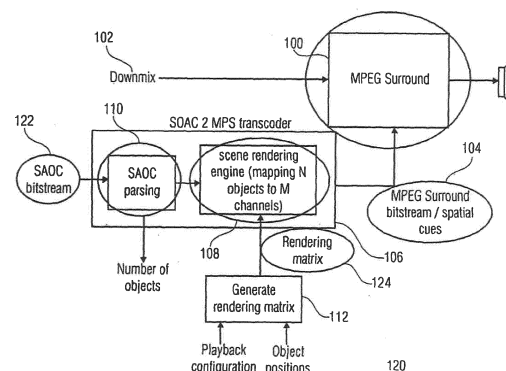 102
100
Downmix
MPEG Surround
110
SOAC 2 MPS transcoder
122
104
SAOC
bitstream
SAOC
parsing
scene rendering
engine (mapping N
objects to M
channels)
MPEG Surround
bitstream / spatial
cues
108
Rendering
matrix
106
124
Number of
objects
Generate
rendering matrix
112
Playback
configuration
Object
positions
120